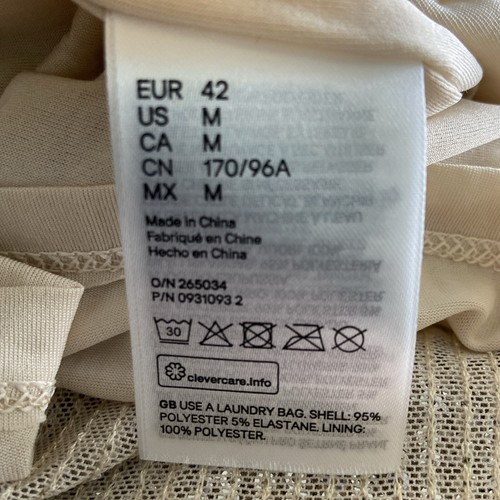 EUR 42
US M
CA M
CN 170/96A
MX M
Made in China
Fabriqué en Chine
Hecho en China
O/N 265034
P/N 0931093 2
30
clevercare.info
GB USE A LAUNDRY BAG. SHELL: 95%
POLYESTER 5% ELASTANE. LINING:
100% POLYESTER.